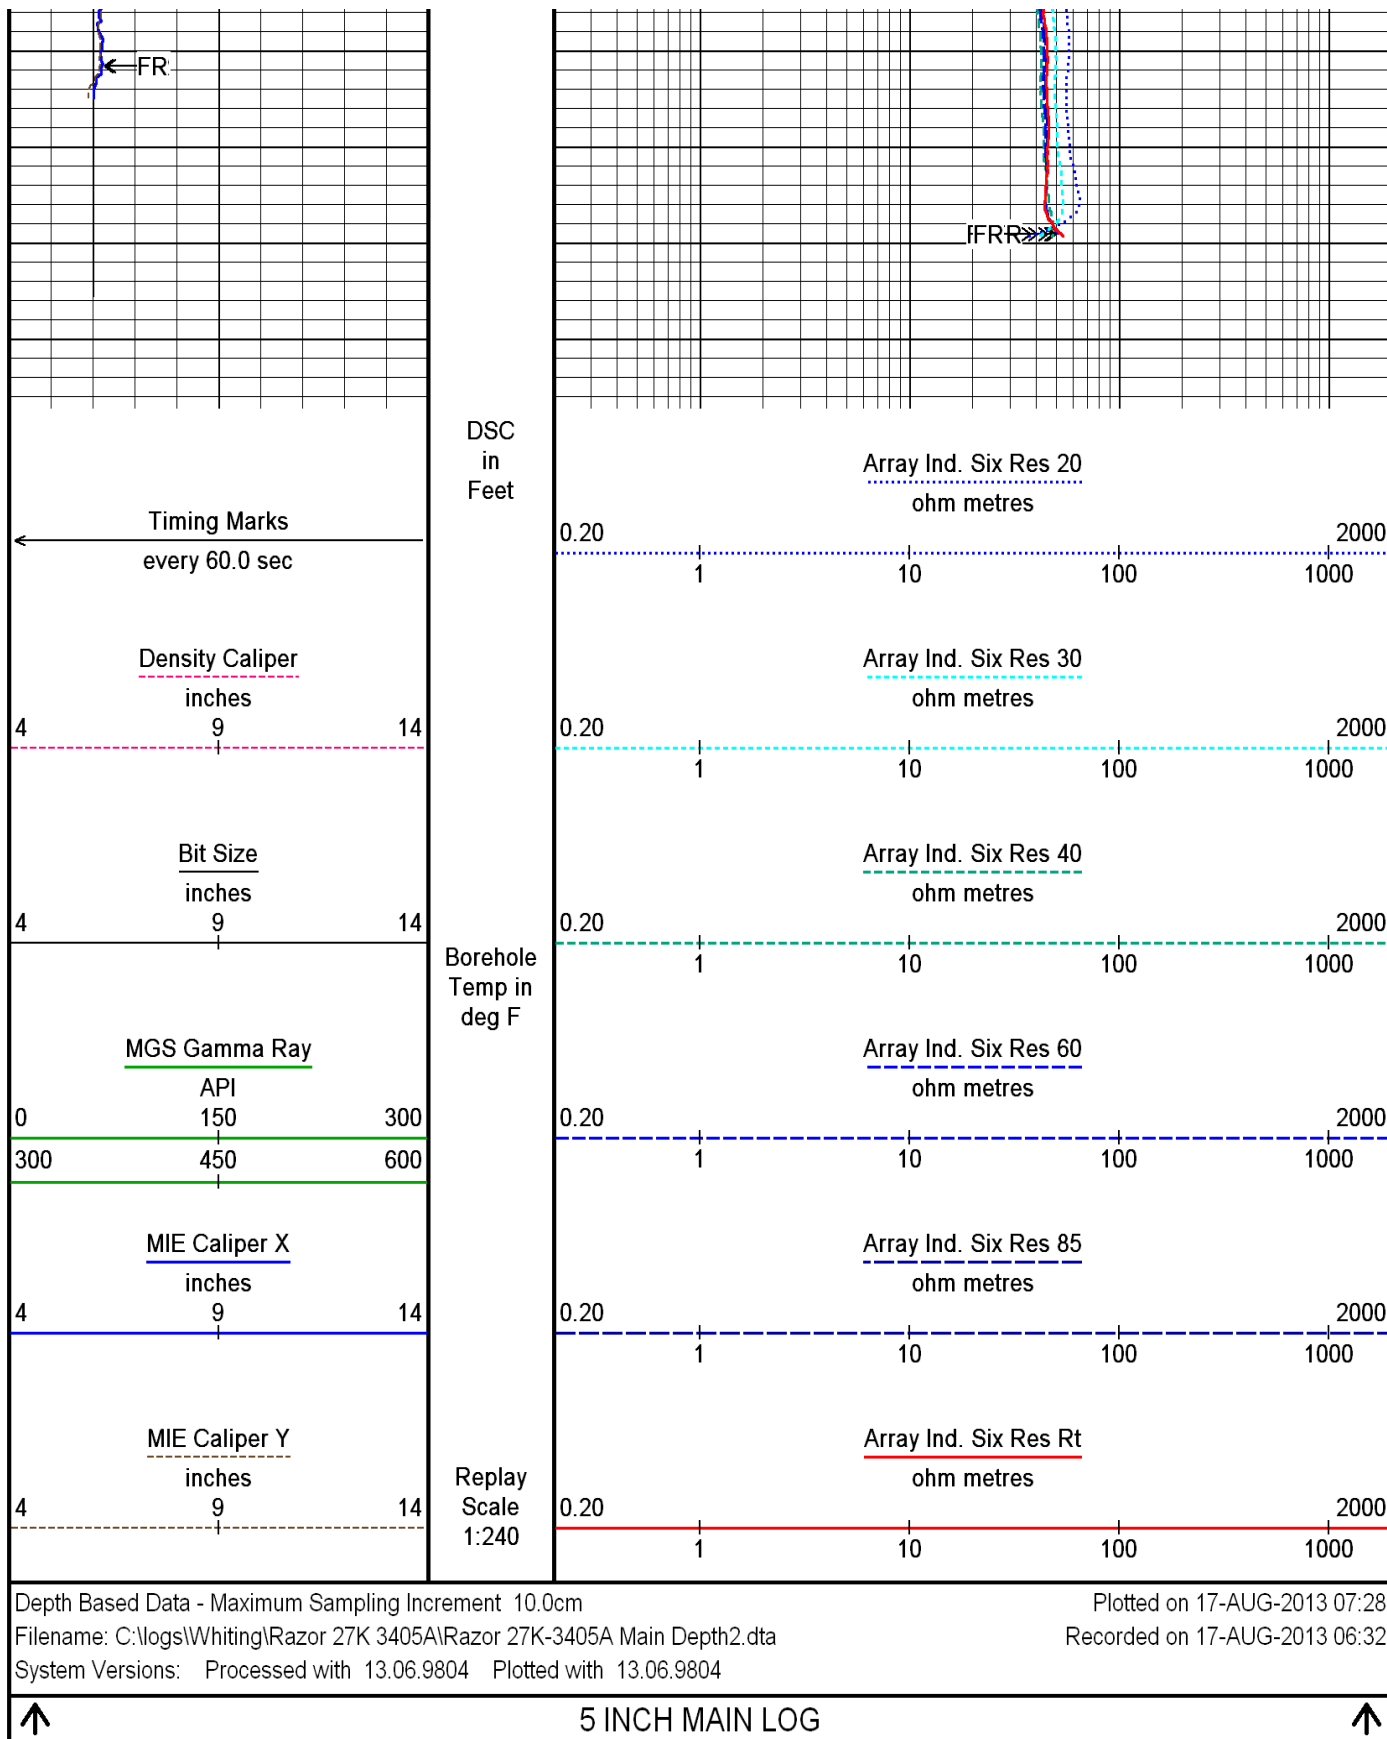 FR
FR
DSC
in
Feet
Timing Marks
every 60.0 sec
Array Ind. Six Res 20
ohm metres
0.20 2000
1 10 100 1000
Density Caliper
inches
4 9 14
Array Ind. Six Res 30
ohm metres
0.20 2000
1 10 100 1000
Bit Size
inches
4 9 14
Array Ind. Six Res 40
ohm metres
0.20 2000
1 10 100 1000
Borehole
Temp in
deg F
MGS Gamma Ray
API
0 150 300
300 450 600
Array Ind. Six Res 60
ohm metres
0.20 2000
1 10 100 1000
MIE Caliper X
inches
4 9 14
Array Ind. Six Res 85
ohm metres
0.20 2000
1 10 100 1000
MIE Caliper Y
inches
4 9 14
Replay
Scale
1:240
Array Ind. Six Res Rt
ohm metres
0.20 2000
1 10 100 1000
Depth Based Data - Maximum Sampling Increment 10.0cm
Plotted on 17-AUG-2013 07:28
Filename: C:\logs\Whiting\Razor 27K 3405A\Razor 27K-3405A Main Depth2.dta
Recorded on 17-AUG-2013 06:32
System Versions: Processed with 13.06.9804 Plotted with 13.06.9804
5 INCH MAIN LOG